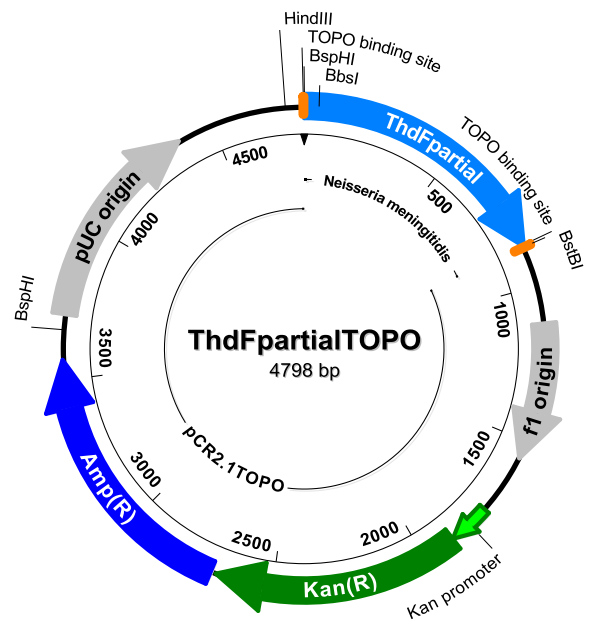 HindIII
TOPO binding site
BspHI
BbsI
ThdFpartial
TOPO binding site
BstBI
4500
500
Neisseria meningitidis
pUC origin
4000
1000
BspHI
ThdFpartialTOPO
4798 bp
3500
f1 origin
1500
pCR2.1TOPO
Amp(R)
3000
2500
2000
Kan(R)
Kan promoter